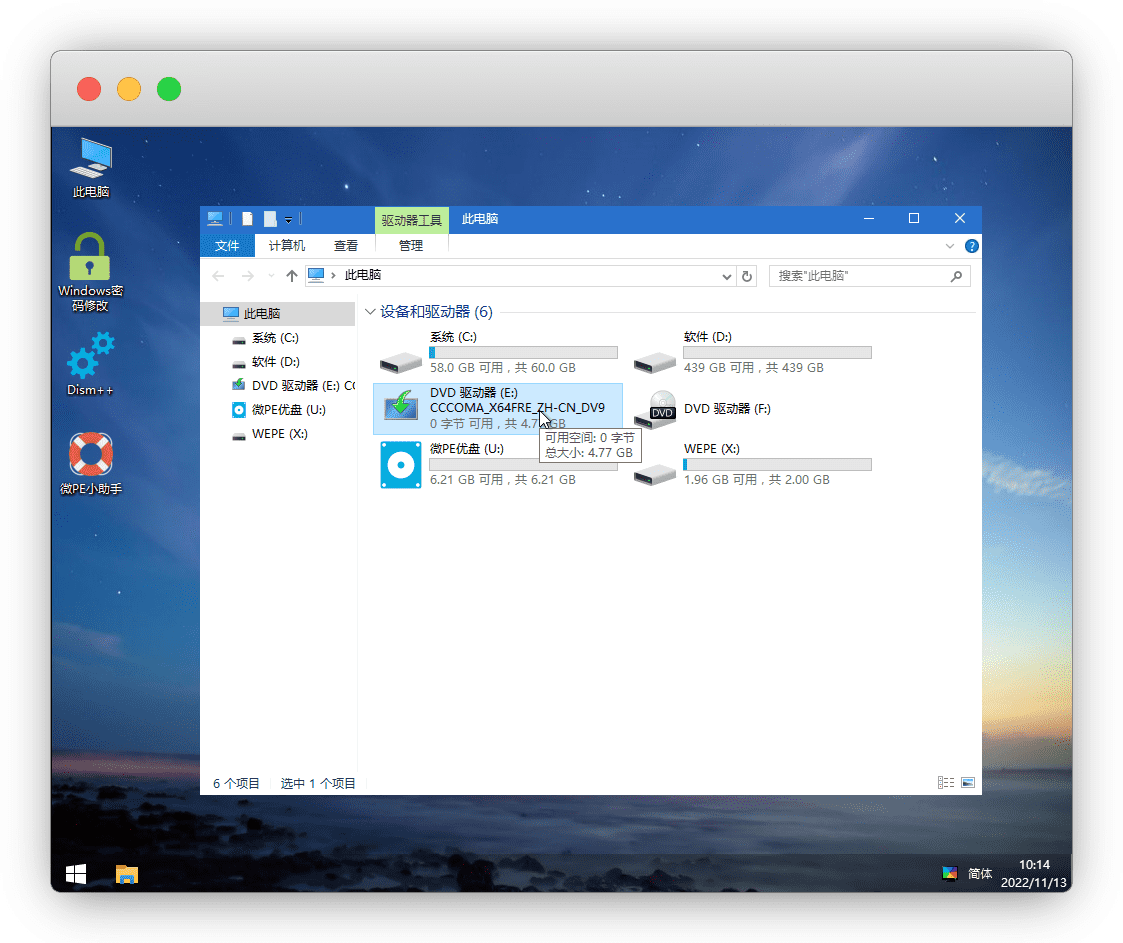 此电脑
Windows密
码修改
Dism++
微PE小助手
驱动器工具
此电脑
文件
计算机
查看
管理
此电脑
搜索"此电脑"
此电脑
系统 (C:)
软件 (D:)
DVD 驱动器 (E:) CC
微PE优盘 (U:)
WEPE (X:)
设备和驱动器 (6)
系统 (C:)
58.0 GB 可用，共 60.0 GB
软件 (D:)
439 GB 可用，共 439 GB
DVD 驱动器 (E:)
CCCOMA_X64FRE_ZH-CN_DV9
0 字节 可用，共 4.77 GB
DVD
DVD 驱动器 (F:)
可用空间: 0 字节
总大小: 4.77 GB
微PE优盘 (U:)
6.21 GB 可用，共 6.21 GB
WEPE (X:)
1.96 GB 可用，共 2.00 GB
6 个项目
选中 1 个项目
简体
10:14
2022/11/13